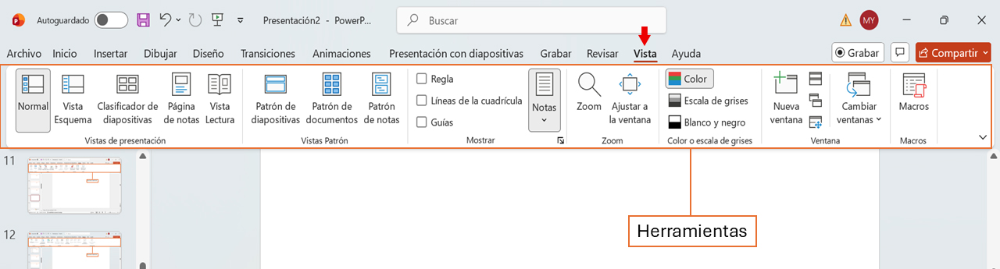 Autoguardado
Presentación2 - PowerP...
Buscar
MY
Archivo Inicio Insertar Dibujar Diseño Transiciones Animaciones Presentación con diapositivas Grabar Revisar Vista Ayuda
Grabar
Compartir
Normal
Vista
Esquema
Clasificador de
diapositivas
Página
de notas
Vista
Lectura
Vistas de presentación
Patrón de
diapositivas
Patrón de
documentos
Patrón
de notas
Vistas Patrón
Regla
Líneas de la cuadrícula
Guías
Notas
Mostrar
Zoom
Ajustar a
la ventana
Zoom
Color
Escala de grises
Blanco y negro
Color o escala de grises
Nueva
ventana
Cambiar
ventanas
Ventana
Macros
Macros
11
12
Herramientas